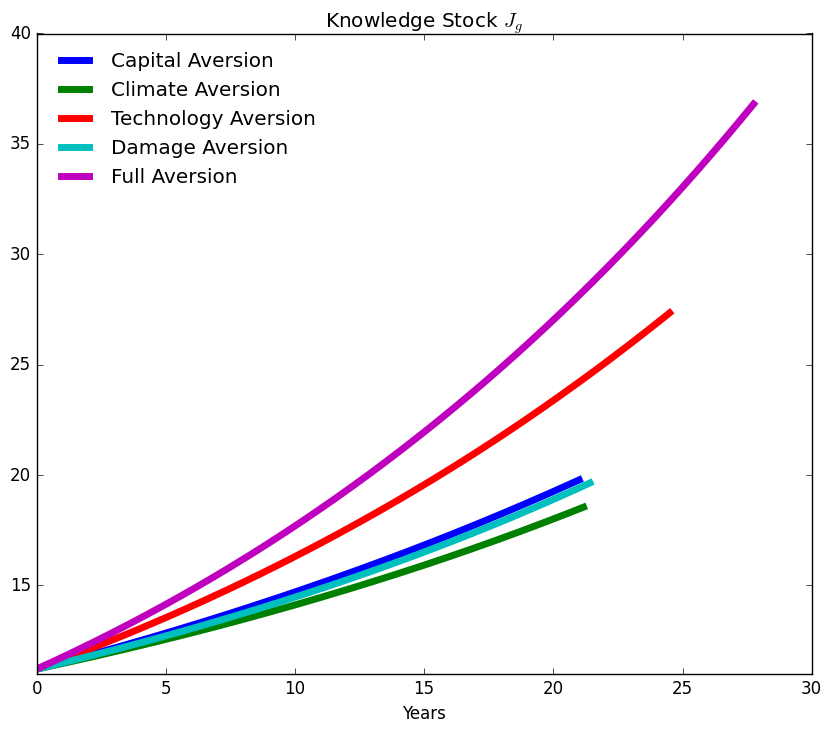 Knowledge Stock J_g
40
Capital Aversion
Climate Aversion
Technology Aversion
Damage Aversion
Full Aversion
35
30
25
20
15
0 5 10 15 20 25 30
Years